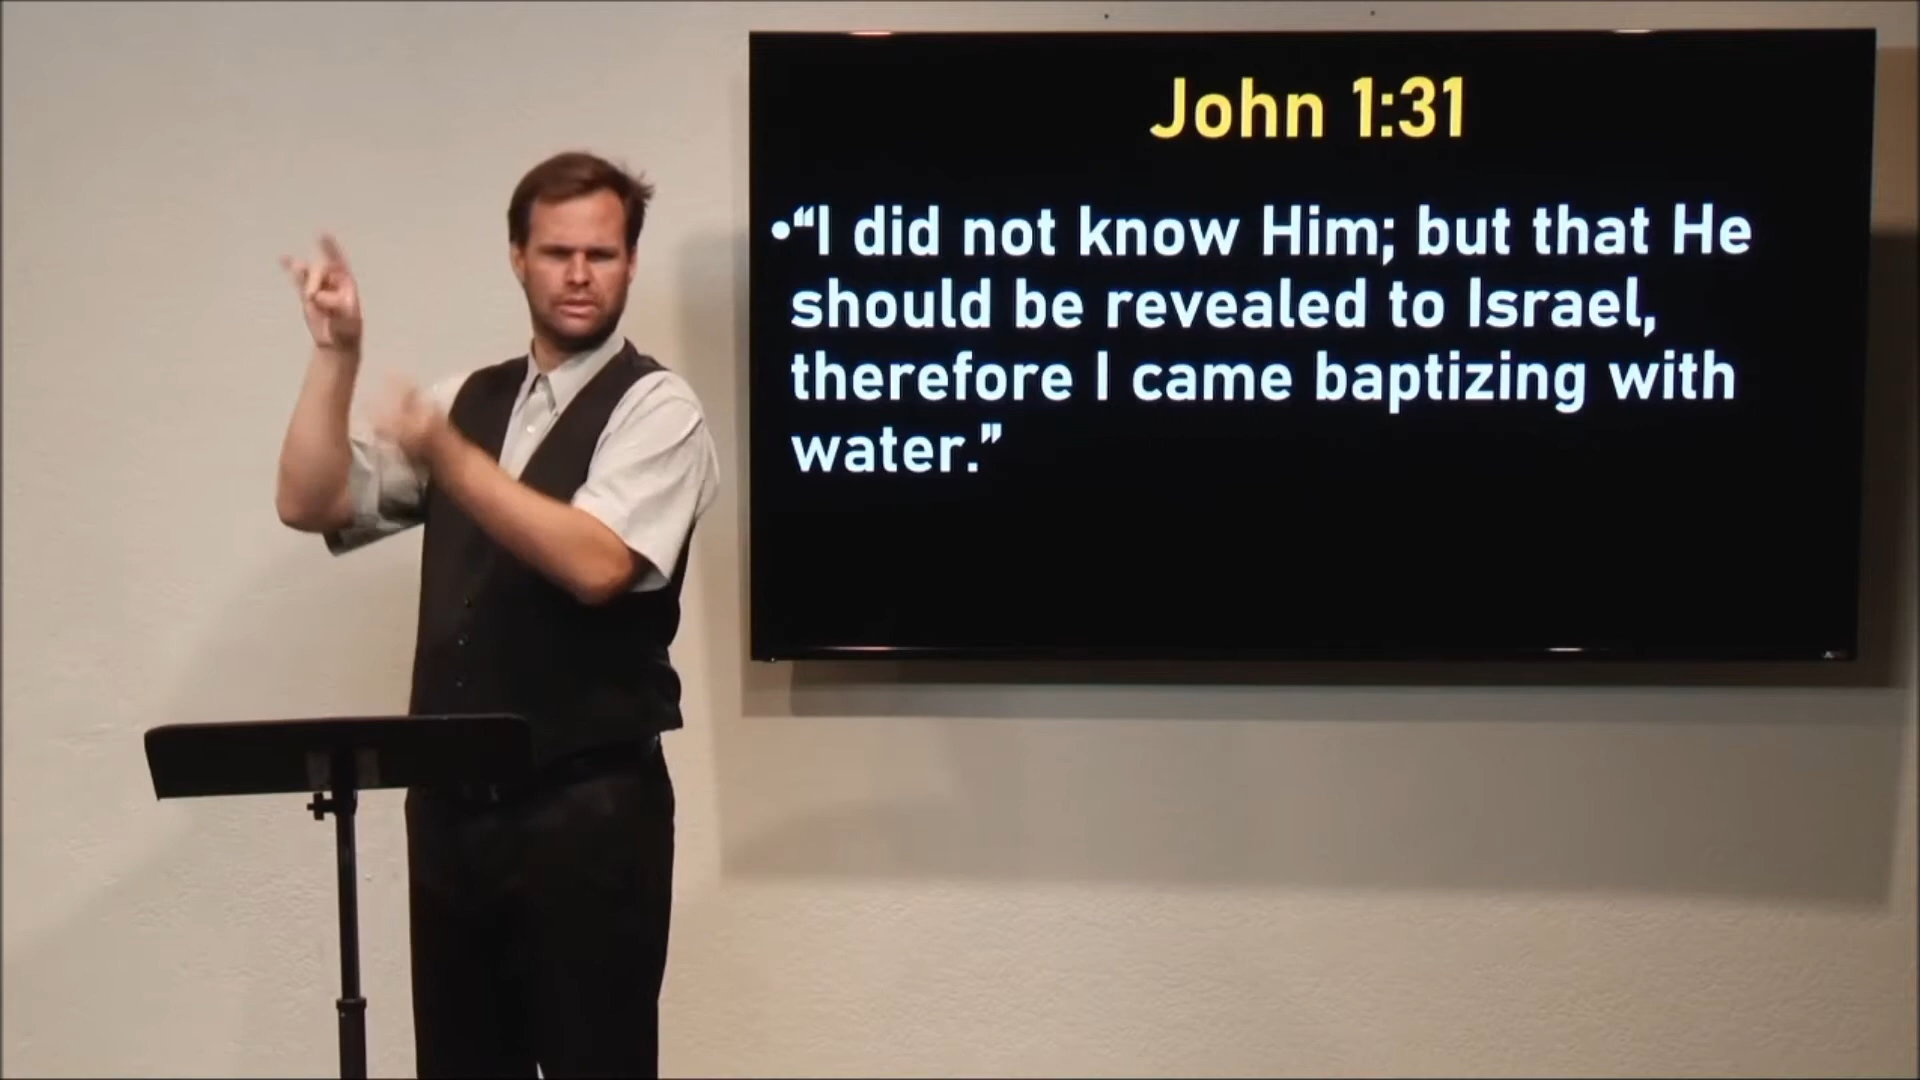 John 1:31
•“I did not know Him; but that He
should be revealed to Israel,
therefore I came baptizing with
water.”